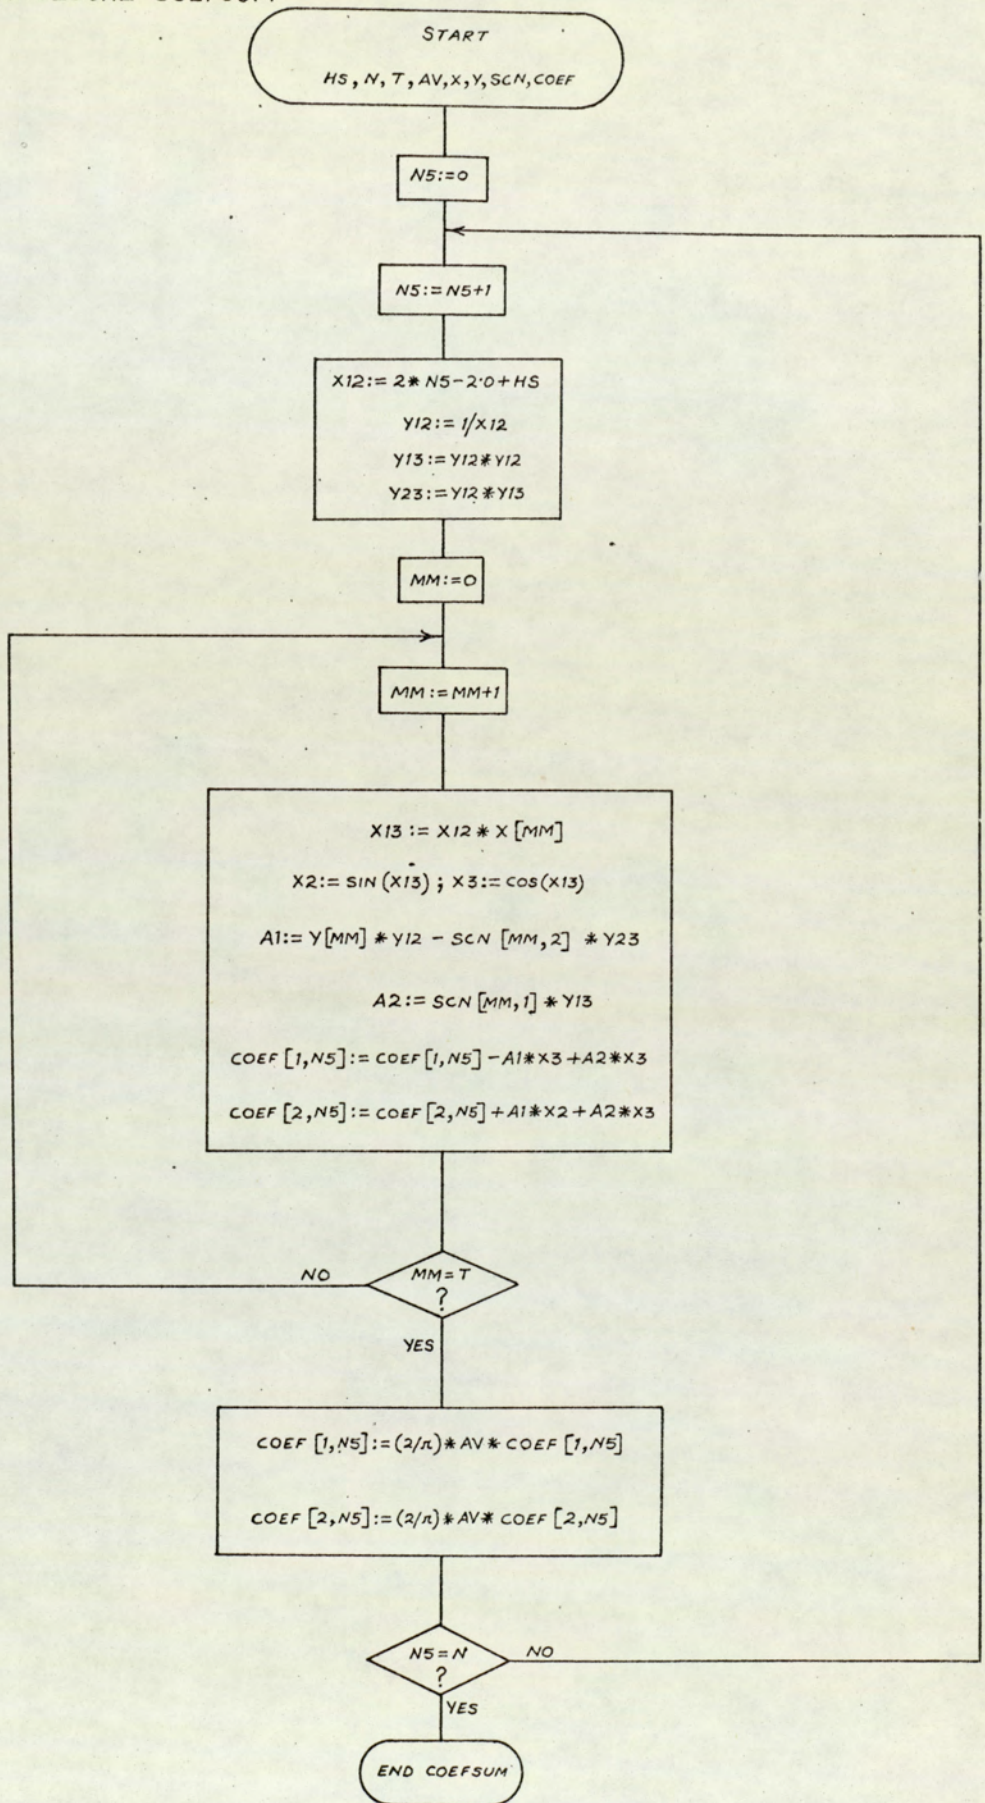 START
HS, N, T, AV, X, Y, SCN, COEF
N5:=0
N5:=N5+1
X12:= 2* N5-2·0+HS
Y12:= 1/X12
Y13:=Y12*Y12
Y23:=Y12*Y13
MM:=0
MM:=MM+1
X13:= X12 * X [MM]
X2:= SIN (X13) ; X3:= COS(X13)
A1:= Y[MM] * Y12 - SCN [MM,2] * Y23
A2:= SCN [MM,1] * Y13
COEF [1,N5]:= COEF [1,N5] -A1*X3+A2*X3
COEF [2,N5]:= COEF [2,N5] +A1*X2+A2*X3
NO
MM=T
?
YES
COEF [1,N5]:=(2/π)*AV* COEF [1,N5]
COEF [2,N5]:=(2/π)*AV* COEF [2,N5]
N5=N
?
NO
YES
END COEFSUM